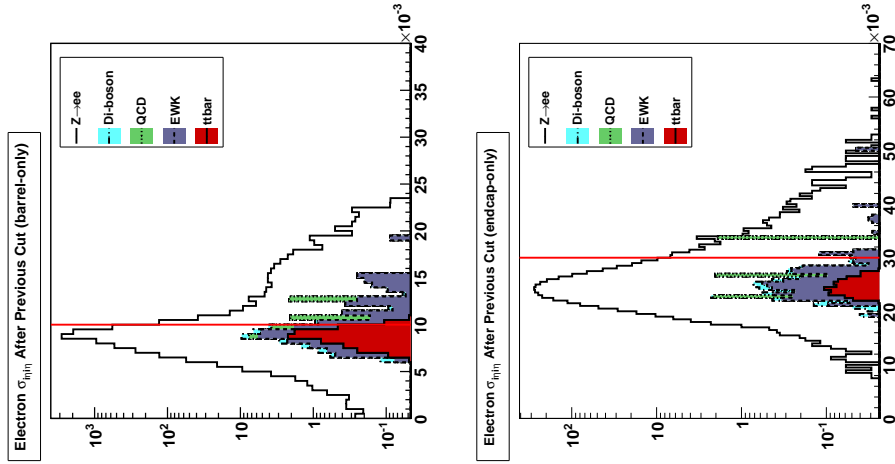 Electron σiηiη After Previous Cut (barrel-only)
Z→ee
Di-boson
QCD
EWK
ttbar
10³
10²
10
1
10⁻¹
0 5 10 15 20 25 30 35 40
×10⁻³
Electron σiηiη After Previous Cut (endcap-only)
Z→ee
Di-boson
QCD
EWK
ttbar
10²
10
1
10⁻¹
0 10 20 30 40 50 60 70
×10⁻³